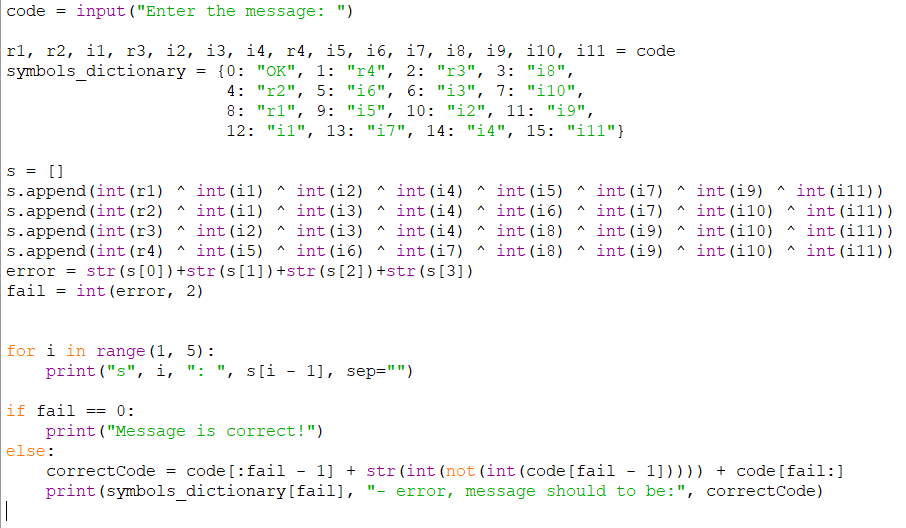 code = input("Enter the message: ")
r1, r2, i1, r3, i2, i3, i4, r4, i5, i6, i7, i8, i9, i10, i11 = code
symbols_dictionary = {0: "OK", 1: "r4", 2: "r3", 3: "i8",
4: "r2", 5: "i6", 6: "i3", 7: "i10",
8: "r1", 9: "i5", 10: "i2", 11: "i9",
12: "i1", 13: "i7", 14: "i4", 15: "i11"}
s = []
s.append(int(r1) ^ int(i1) ^ int(i2) ^ int(i4) ^ int(i5) ^ int(i7) ^ int(i9) ^ int(i11))
s.append(int(r2) ^ int(i1) ^ int(i3) ^ int(i4) ^ int(i6) ^ int(i7) ^ int(i10) ^ int(i11))
s.append(int(r3) ^ int(i2) ^ int(i3) ^ int(i4) ^ int(i8) ^ int(i9) ^ int(i10) ^ int(i11))
s.append(int(r4) ^ int(i5) ^ int(i6) ^ int(i7) ^ int(i8)   int(i9) ^ int(i10) ^ int(i11))
error = str(s[0])+str(s[1])+str(s[2])+str(s[3])
fail = int(error, 2)
for i in range(1, 5):
print("s", i, ": ", s[i - 1], sep="")
if fail == 0:
print("Message is correct!")
else:
correctCode = code[:fail - 1] + str(int(not(int(code[fail - 1])))) + code[fail:]
print(symbols_dictionary[fail], "- error, message should to be:", correctCode)